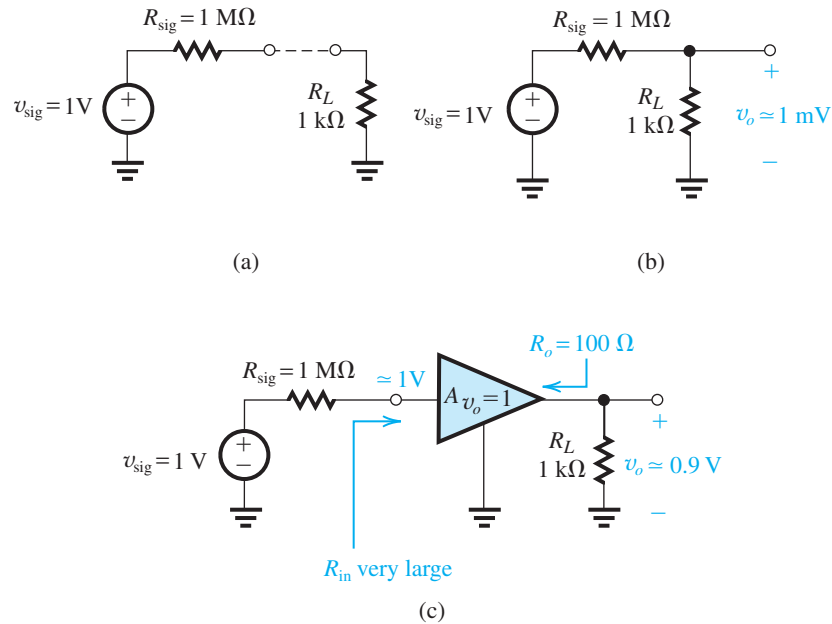 R_sig = 1 MΩ
v_sig = 1V
+
−
R_L
1 kΩ
(a)
R_sig = 1 MΩ
v_sig = 1V
+
−
R_L
1 kΩ
+
v_o ≃ 1 mV
−
(b)
R_sig = 1 MΩ
≃ 1V
A_v_o = 1
R_o = 100 Ω
v_sig = 1 V
+
−
R_L
1 kΩ
+
v_o ≃ 0.9 V
−
R_in very large
(c)